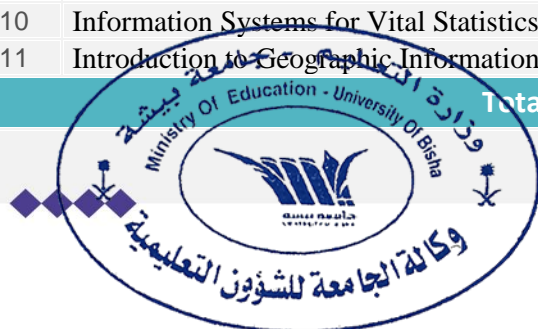 10 Information Systems for Vital Statistics
11 Introduction to Geographic Information
Tota
وزارة التعليم - جامعة بيشة
Ministry Of Education - University Of Bisha
جامعة بيشة
وكالة الجامعة للشؤون التعليمية